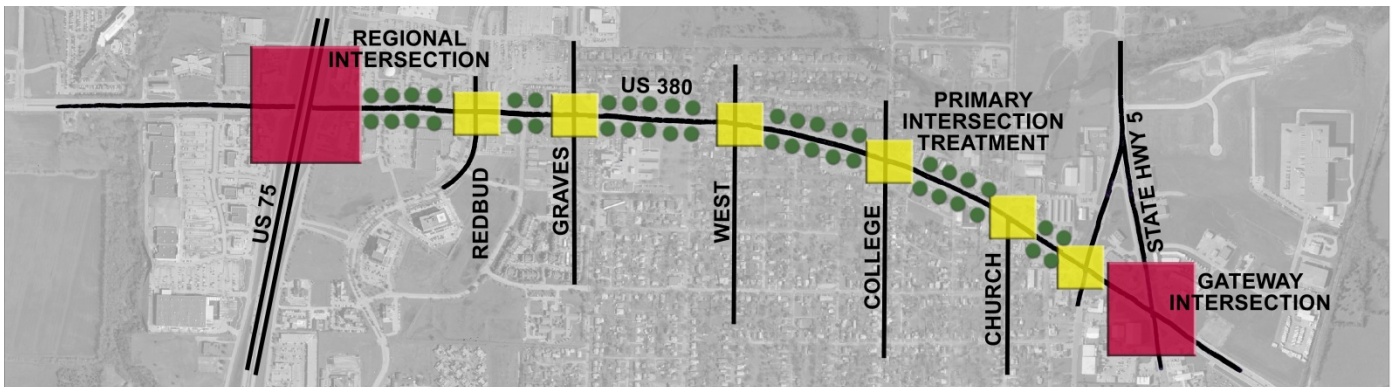 REGIONAL
INTERSECTION
US 380
PRIMARY
INTERSECTION
TREATMENT
US 75
REDBUD
GRAVES
WEST
COLLEGE
CHURCH
STATE HWY 5
GATEWAY
INTERSECTION